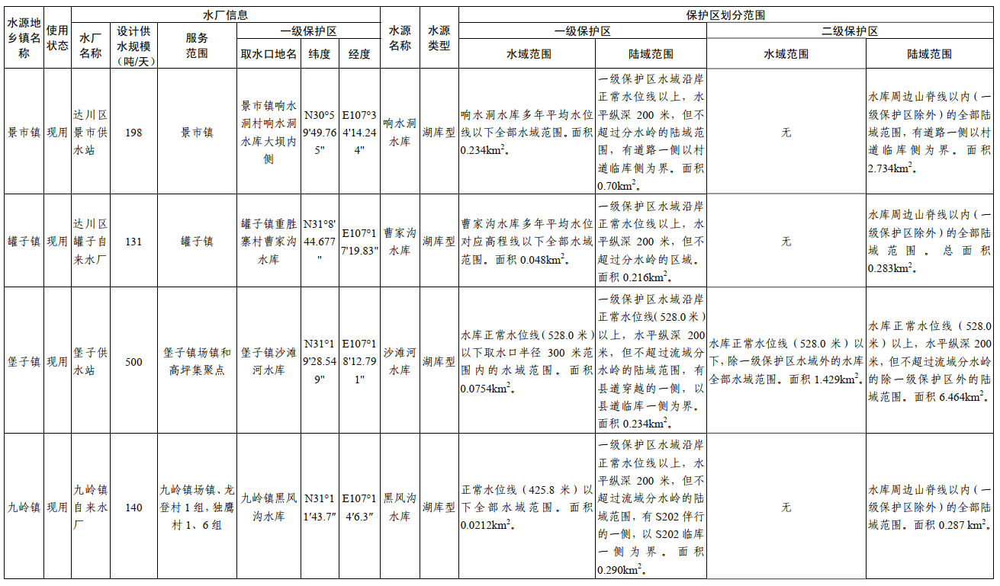 水源地乡镇名称
使用状态
水厂信息
水源名称
水源类型
保护区划分范围
水厂名称
设计供水规模（吨/天）
服务范围
一级保护区
一级保护区
二级保护区
取水口地名
纬度
经度
水域范围
陆域范围
水域范围
陆域范围
景市镇
现用
达川区
景市供
水站
198
景市镇
景市镇响水
洞村响水洞
水库大坝内
侧
N30°5
9'49.76
5"
E107°3
4'14.24
4"
响水洞
水库
湖库型
响水洞水库多年平均水位
线以下全部水域范围。面积
0.234km²。
一级保护区水域沿岸
正常水位线以上，水
平纵深 200 米，但不
超过分水岭的陆域范
围，有道路一侧以村
道临库侧为界。面积
0.70km²。
无
水库周边山脊线以内（一
级保护区除外）的全部陆
域范围，有道路一侧以村
道临库侧为界。面积
2.734km²。
罐子镇
现用
达川区
罐子自
来水厂
131
罐子镇
罐子镇重胜
寨村曹家沟
水库
N31°8'
44.677
"
E107°1
7'19.83"
曹家沟
水库
湖库型
曹家沟水库多年平均水位
对应高程线以下全部水域
范围。面积 0.048km²。
一级保护区水域沿岸
正常水位线以上，水
平纵深 200 米，但不
超过分水岭的区域。
面积 0.216km²。
无
水库周边山脊线以内（一
级保护区除外）的全部陆
域范围。总面积
0.283km²。
堡子镇
现用
堡子供
水站
500
堡子镇场镇和
高坪集聚点
堡子镇沙滩
河水库
N31°1
9'28.54
9"
E107°1
8'12.79
1"
沙滩河
水库
湖库型
水库正常水位线（528.0 米）
以下取水口半径 300 米范
围内的水域范围。面积
0.0754km²。
一级保护区水域沿岸
正常水位线（528.0 米）
以上，水平纵深 200
米，但不超过流域分
水岭的陆域范围，有
县道穿越的一侧，以
县道临库一侧为界。
面积 0.234km²。
水库正常水位线（528.0 米）以
下，除一级保护区水域外的水库
全部水域范围。面积 1.429km²。
水库正常水位线（528.0
米）以上，水平纵深 200
米，但不超过流域分水岭
的除一级保护区外的陆
域范围。面积 6.464km²。
九岭镇
现用
九岭镇
自来水
厂
140
九岭镇场镇、龙
登村 1 组，独鹰
村 1、6 组
九岭镇黑风
沟水库
N31°1
1′43.7″
E107°1
4′6.3″
黑风沟
水库
湖库型
正常水位线（425.8 米）以
下全部水域范围。面积
0.0212km²。
一级保护区水域沿岸
正常水位线以上，水
平纵深 200 米，但不
超过流域分水岭的陆
域范围，有 S202 伴行
的一侧，以 S202 临库
一侧为界。面积
0.290km²。
无
水库周边山脊线以内（一
级保护区除外）的全部陆
域范围。面积 0.287 km²。